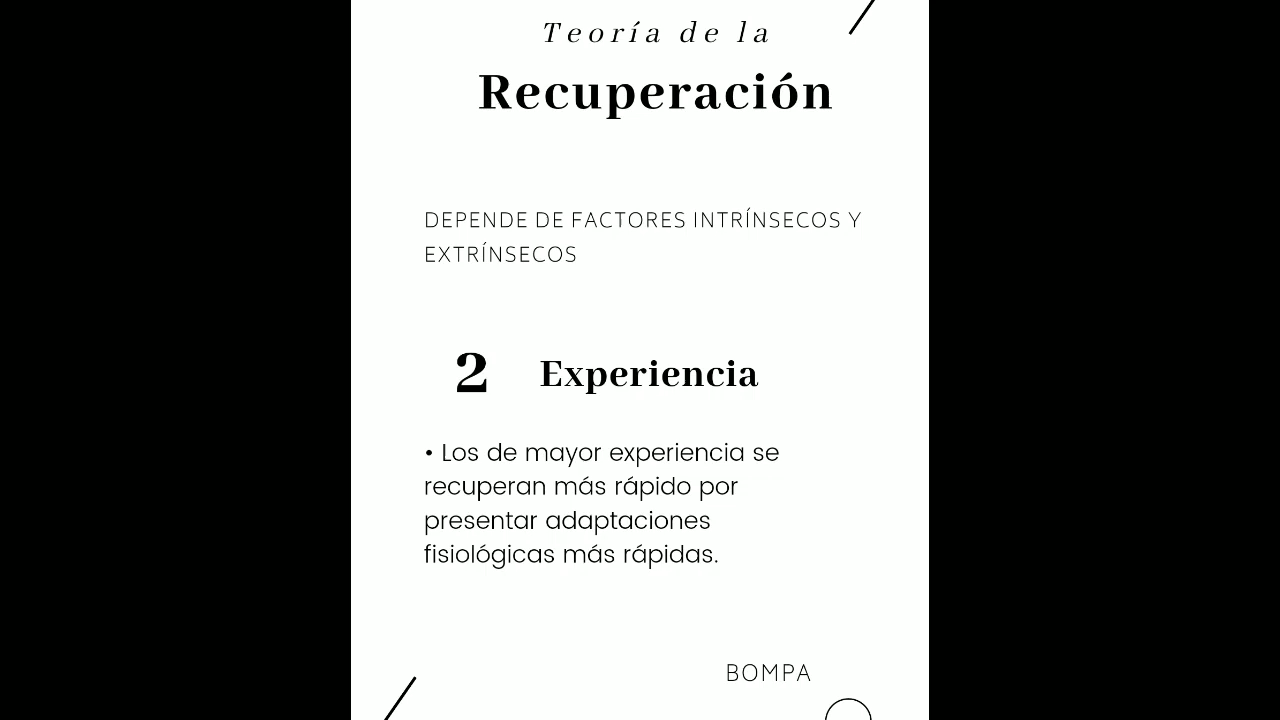 Teoría de la
Recuperación
DEPENDE DE FACTORES INTRÍNSECOS Y
EXTRÍNSECOS
2 Experiencia
• Los de mayor experiencia se
recuperan más rápido por
presentar adaptaciones
fisiológicas más rápidas.
BOMPA